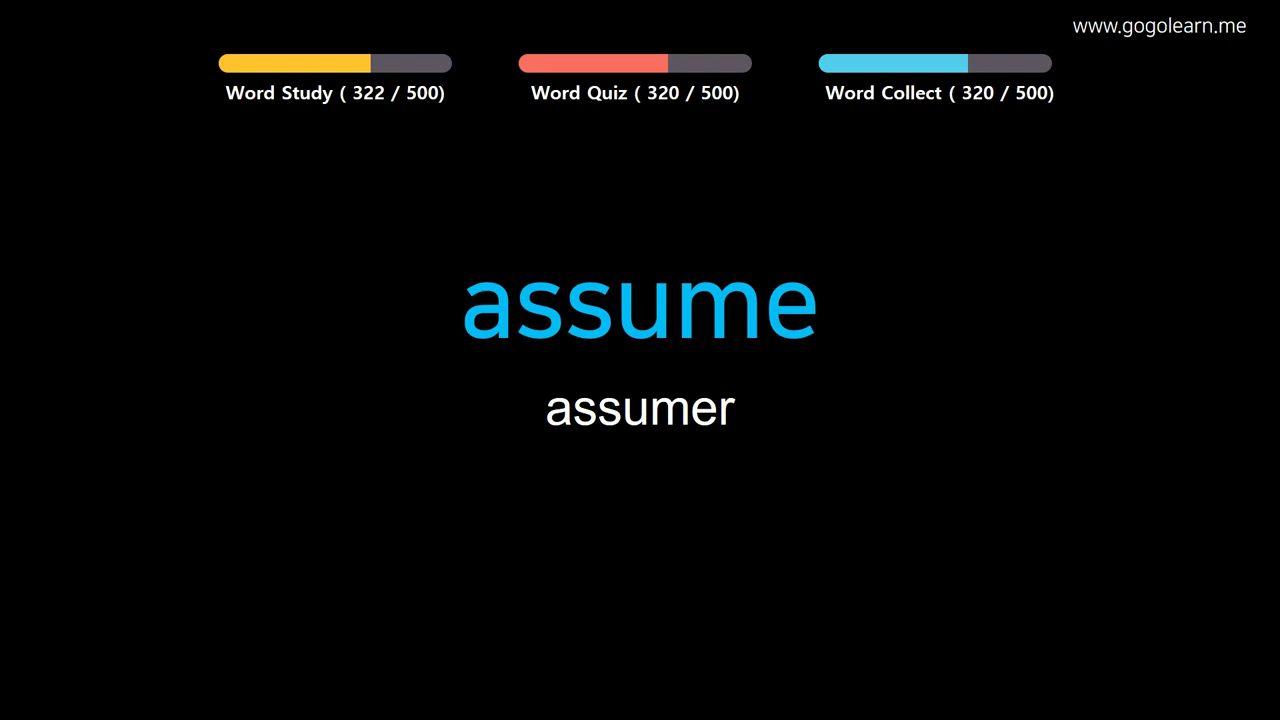 www.gogolearn.me
Word Study ( 322 / 500)
Word Quiz ( 320 / 500)
Word Collect ( 320 / 500)
assume
assumer